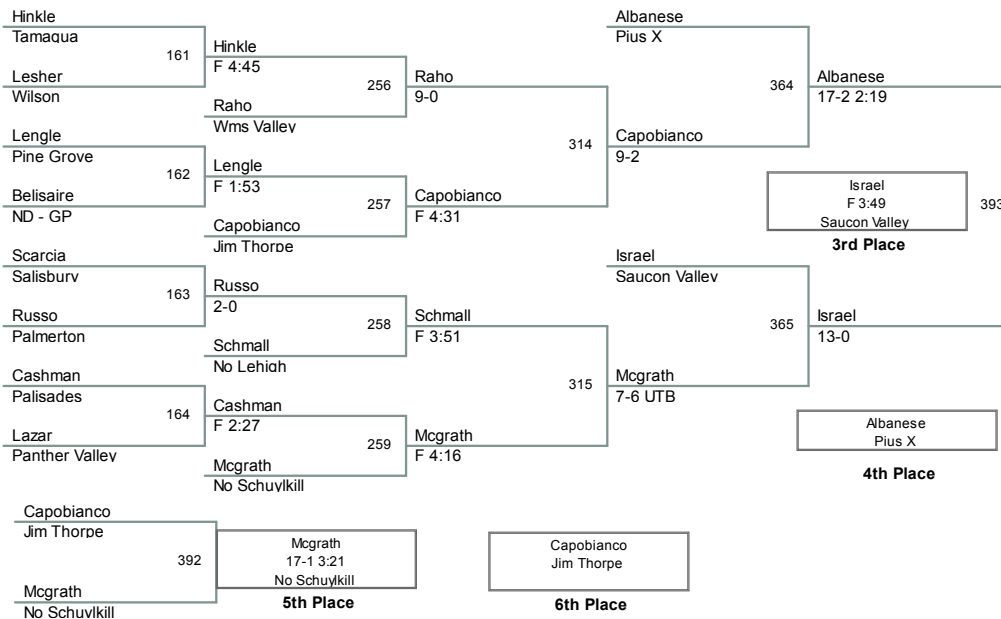 Hinkle
Tamaqua
161
Lesher
Wilson
Hinkle
F 4:45
256
Raho
Wms Valley
Raho
9-0
Lengle
Pine Grove
162
Belisaire
ND - GP
Lengle
F 1:53
257
Capobianco
Jim Thorpe
Capobianco
F 4:31
314
Capobianco
9-2
Albanese
Pius X
364
Albanese
17-2 2:19
Israel
F 3:49
Saucon Valley
3rd Place
393
Scarcia
Salisbury
163
Russo
Palmerton
Russo
2-0
258
Schmall
No Lehigh
Schmall
F 3:51
Cashman
Palisades
164
Lazar
Panther Valley
Cashman
F 2:27
259
Mcgrath
No Schuylkill
Mcgrath
F 4:16
315
Mcgrath
7-6 UTB
Israel
Saucon Valley
365
Israel
13-0
Albanese
Pius X
4th Place
Capobianco
Jim Thorpe
392
Mcgrath
No Schuylkill
Mcgrath
17-1 3:21
No Schuylkill
5th Place
Capobianco
Jim Thorpe
6th Place